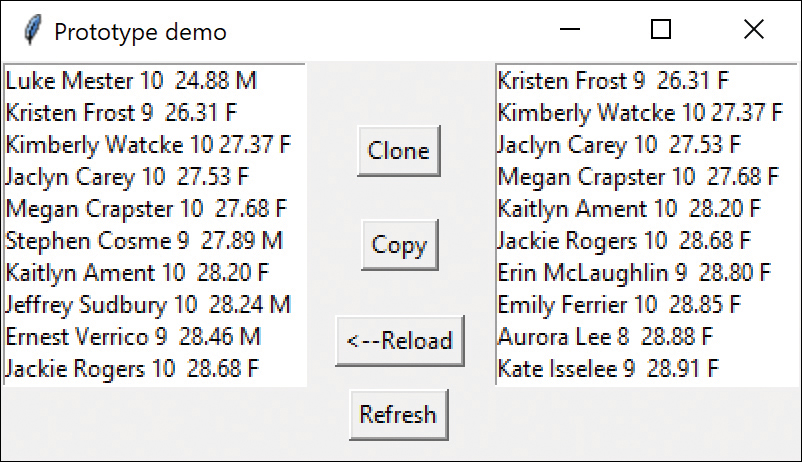 Prototype demo
Luke Mester 10  24.88 M
Kristen Frost 9  26.31 F
Kimberly Watcke 10 27.37 F
Jaclyn Carey 10  27.53 F
Megan Crapster 10  27.68 F
Stephen Cosme 9  27.89 M
Kaitlyn Ament 10  28.20 F
Jeffrey Sudbury 10  28.24 M
Ernest Verrico 9  28.46 M
Jackie Rogers 10  28.68 F
Clone
Copy
<--Reload
Refresh
Kristen Frost 9  26.31 F
Kimberly Watcke 10 27.37 F
Jaclyn Carey 10  27.53 F
Megan Crapster 10  27.68 F
Kaitlyn Ament 10  28.20 F
Jackie Rogers 10  28.68 F
Erin McLaughlin 9  28.80 F
Emily Ferrier 10  28.85 F
Aurora Lee 8  28.88 F
Kate Isselee 9  28.91 F